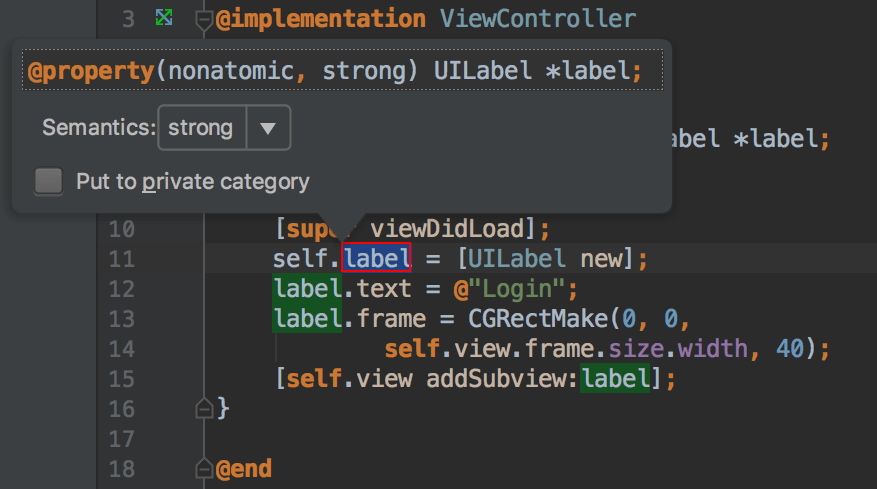 3 @implementation ViewController
@property(nonatomic, strong) UILabel *label;
Semantics: strong
abel *label;
Put to private category
10 [super viewDidLoad];
11 self.label = [UILabel new];
12 label.text = @"Login";
13 label.frame = CGRectMake(0, 0,
14 self.view.frame.size.width, 40);
15 [self.view addSubview:label];
16 }
17
18 @end